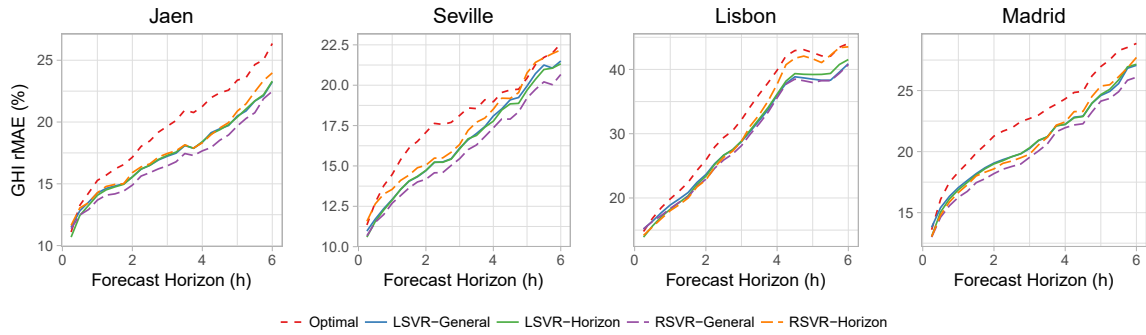 Jaen Seville Lisbon Madrid
GHI rMAE (%)
25
20
15
10
0 2 4 6
Forecast Horizon (h)
22.5
20.0
17.5
15.0
12.5
10.0
0 2 4 6
Forecast Horizon (h)
40
30
20
0 2 4 6
Forecast Horizon (h)
25
20
15
0 2 4 6
Forecast Horizon (h)
Optimal LSVR−General LSVR−Horizon RSVR−General RSVR−Horizon